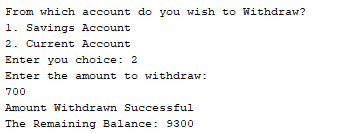 From which account do you wish to Withdraw?
1. Savings Account
2. Current Account
Enter you choice: 2
Enter the amount to withdraw:
700
Amount Withdrawn Successful
The Remaining Balance: 9300